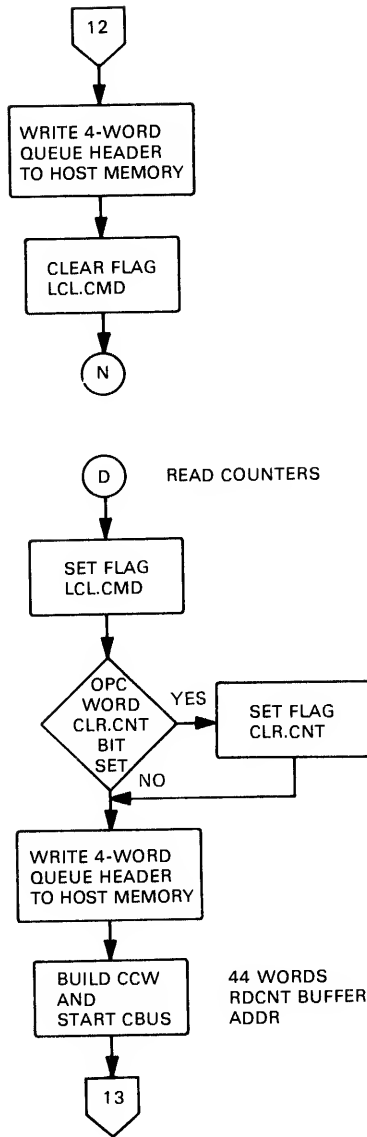 12
WRITE 4-WORD
QUEUE HEADER
TO HOST MEMORY
CLEAR FLAG
LCL.CMD
N
D
READ COUNTERS
SET FLAG
LCL.CMD
OPC
WORD
CLR.CNT
BIT
SET
YES
SET FLAG
CLR.CNT
NO
WRITE 4-WORD
QUEUE HEADER
TO HOST MEMORY
BUILD CCW
AND
START CBUS
44 WORDS
RDCNT BUFFER
ADDR
13